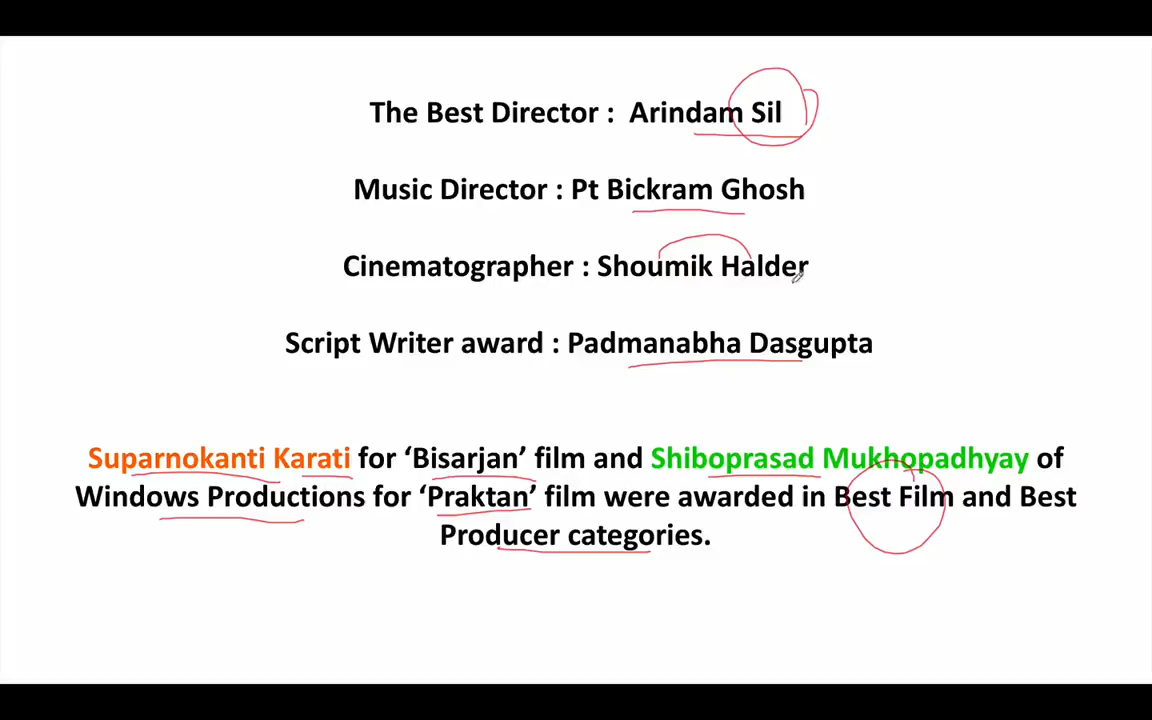 The Best Director : Arindam Sil
Music Director : Pt Bickram Ghosh
Cinematographer : Shoumik Halder
Script Writer award : Padmanabha Dasgupta
Suparnokanti Karati for ‘Bisarjan’ film and Shiboprasad Mukhopadhyay of
Windows Productions for ‘Praktan’ film were awarded in Best Film and Best
Producer categories.